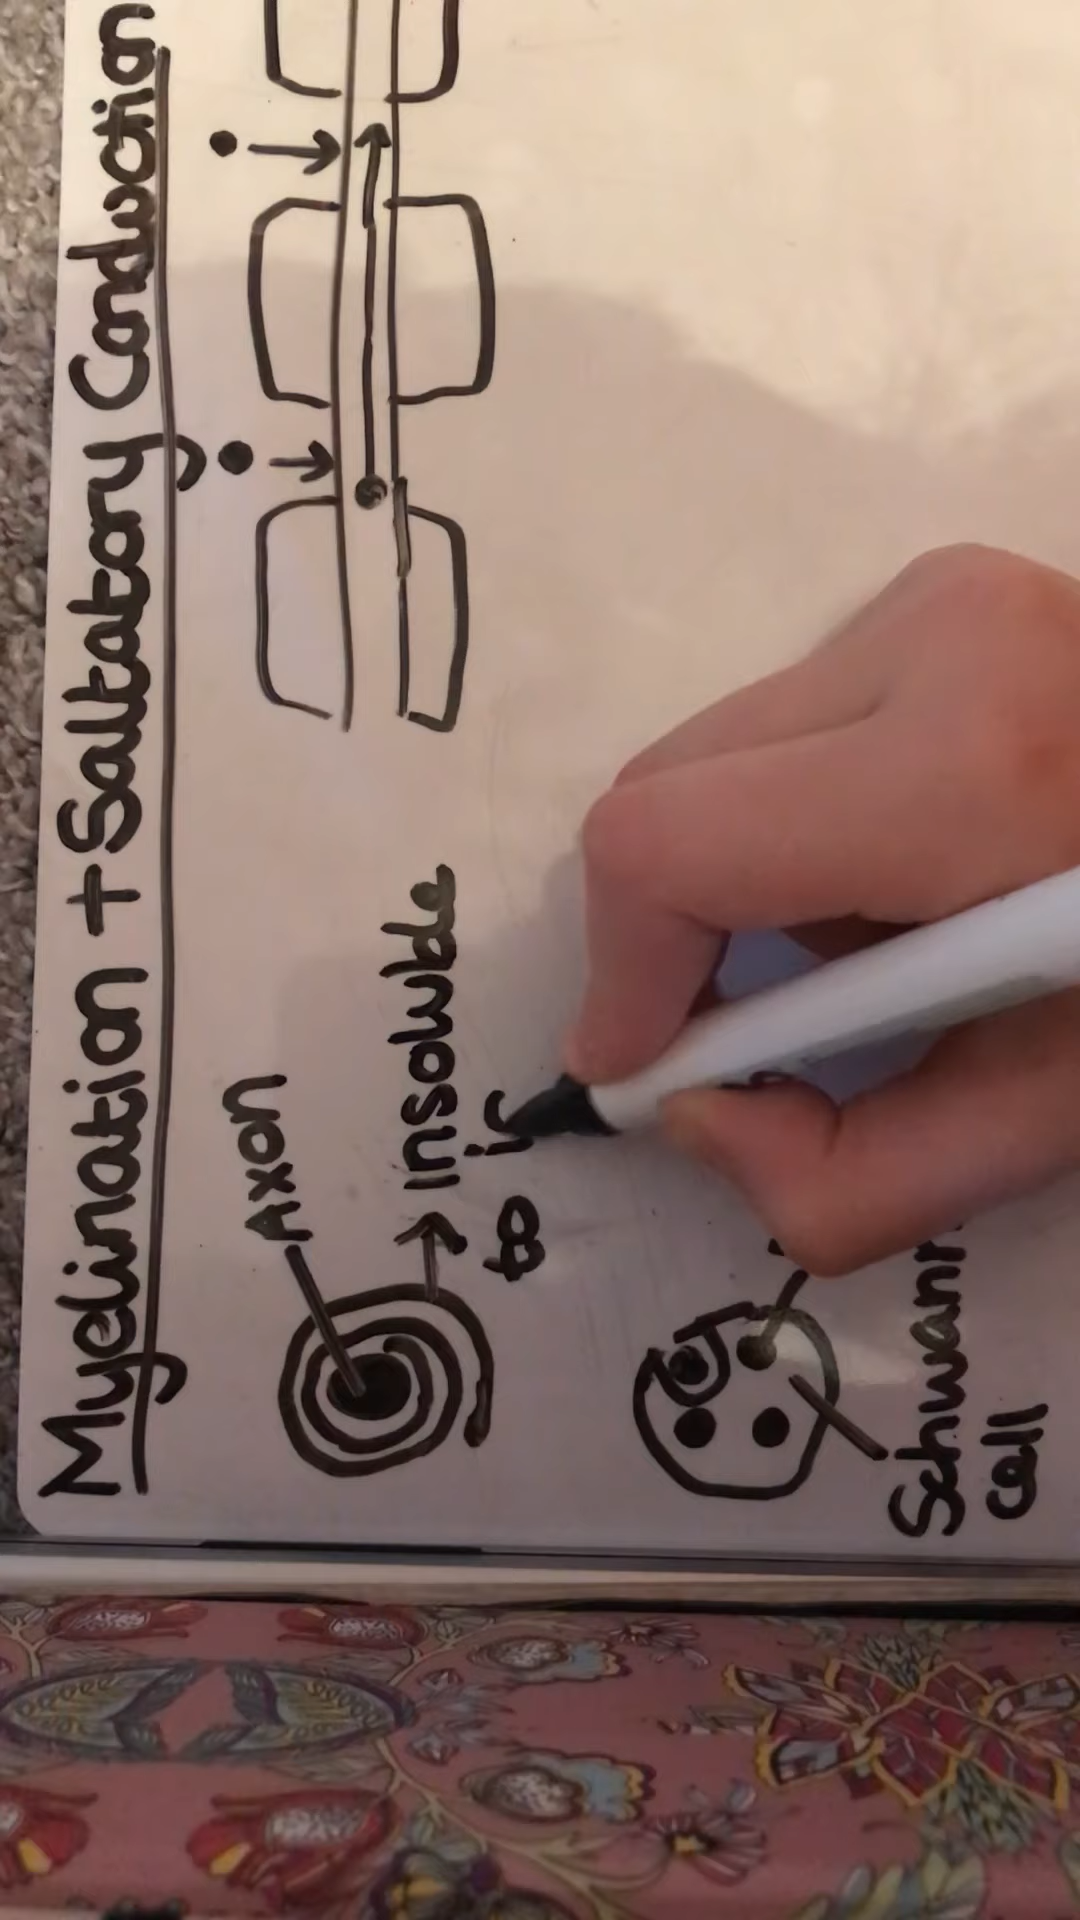 Myelination + Saltatory Conduction
Axon
Insoluble
to
Schwann
cell